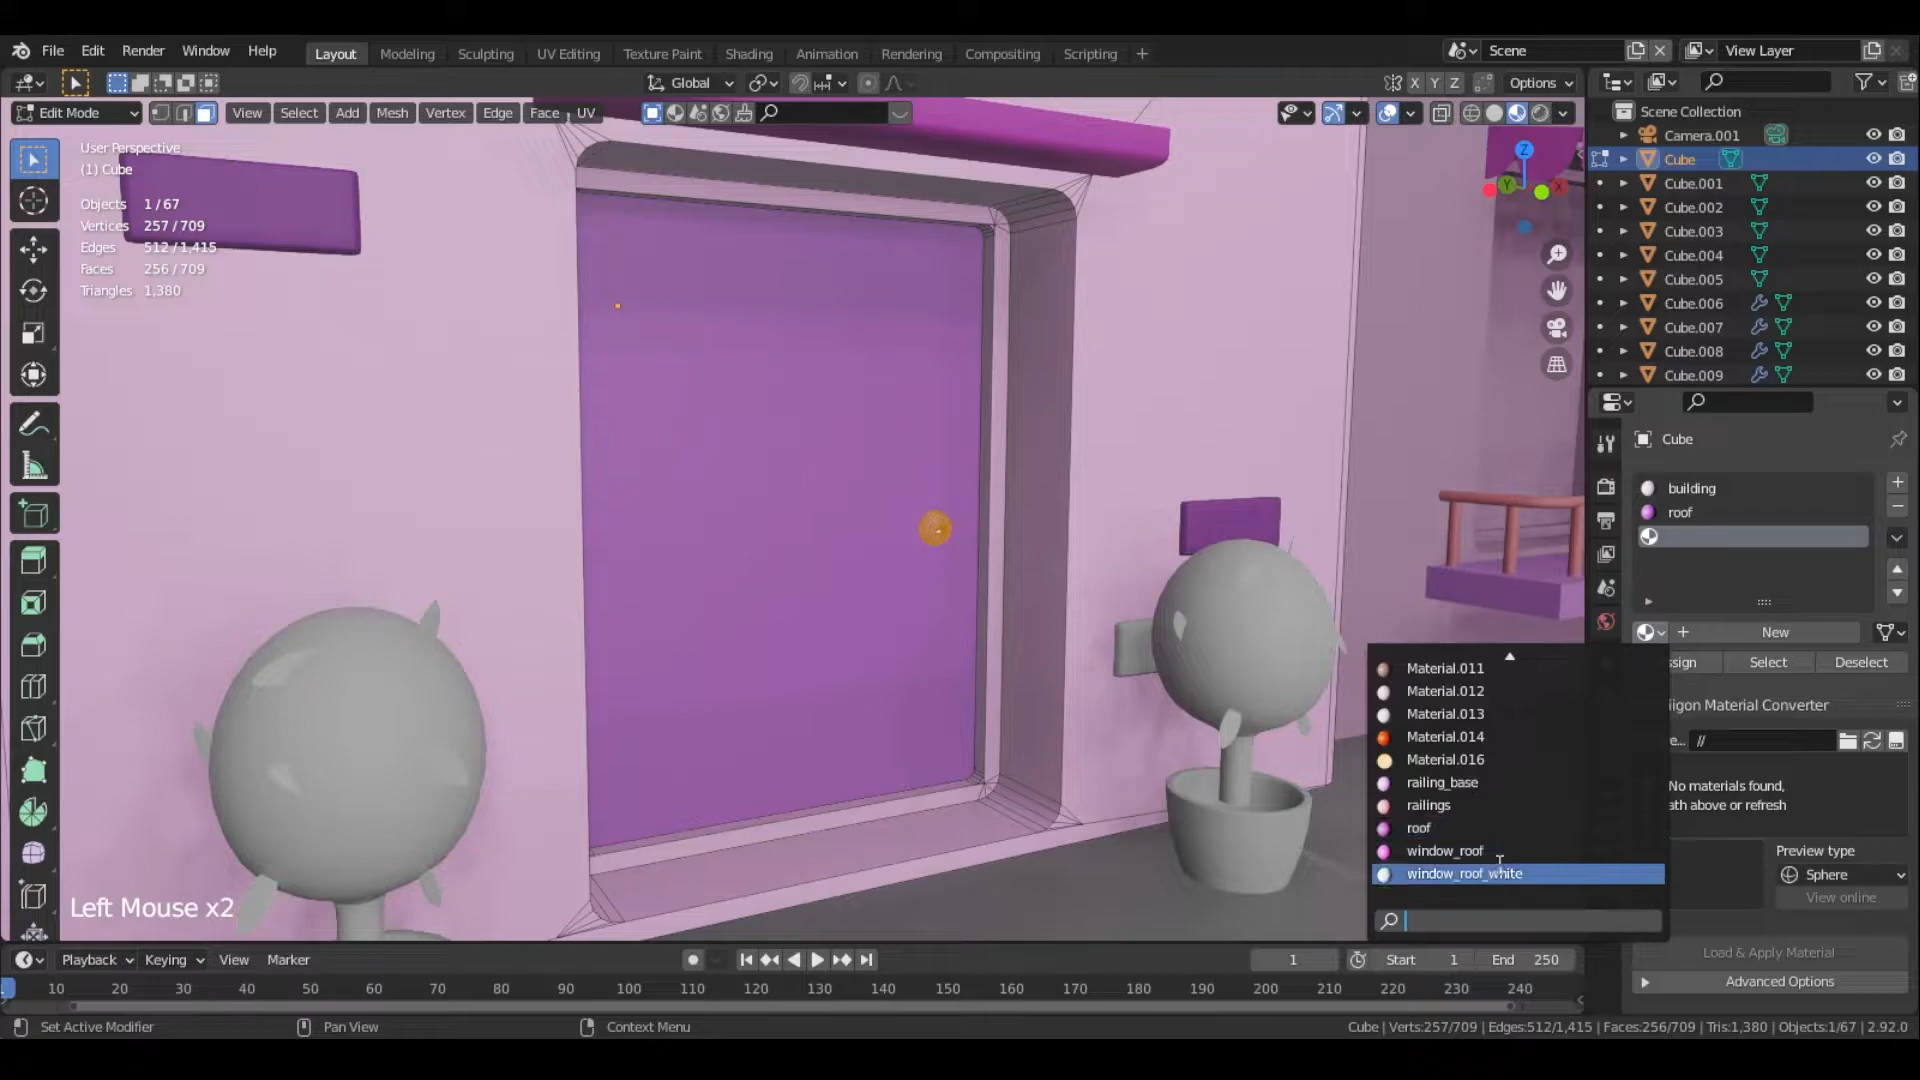 File Edit Render Window Help Layout Modeling Sculpting UV Editing Texture Paint Shading Animation Rendering Compositing Scripting + Scene View Layer
Global X Y Z Options
Edit Mode View Select Add Mesh Vertex Edge Face UV
User Perspective
(1) Cube
Objects 1/67
Vertices 257/709
Edges 512/1,415
Faces 256/709
Triangles 1,380
Z
Y
X
Scene Collection
Camera.001
Cube
Cube.001
Cube.002
Cube.003
Cube.004
Cube.005
Cube.006
Cube.007
Cube.008
Cube.009
Cube
building
roof
New
sign Select Deselect
iigon Material Converter
e... //
No materials found,
ath above or refresh
Preview type
Sphere
View online
Load & Apply Material
Advanced Options
Material.011
Material.012
Material.013
Material.014
Material.016
railing_base
railings
roof
window_roof
window_roof_white
Left Mouse x2
Playback Keying View Marker 1 Start 1 End 250
10 20 30 40 50 60 70 80 90 100 110 120 130 140 150 160 170 180 190 200 210 220 230 240
Set Active Modifier Pan View Context Menu Cube | Verts:257/709 | Edges:512/1,415 | Faces:256/709 | Tris:1,380 | Objects:1/67 | 2.92.0